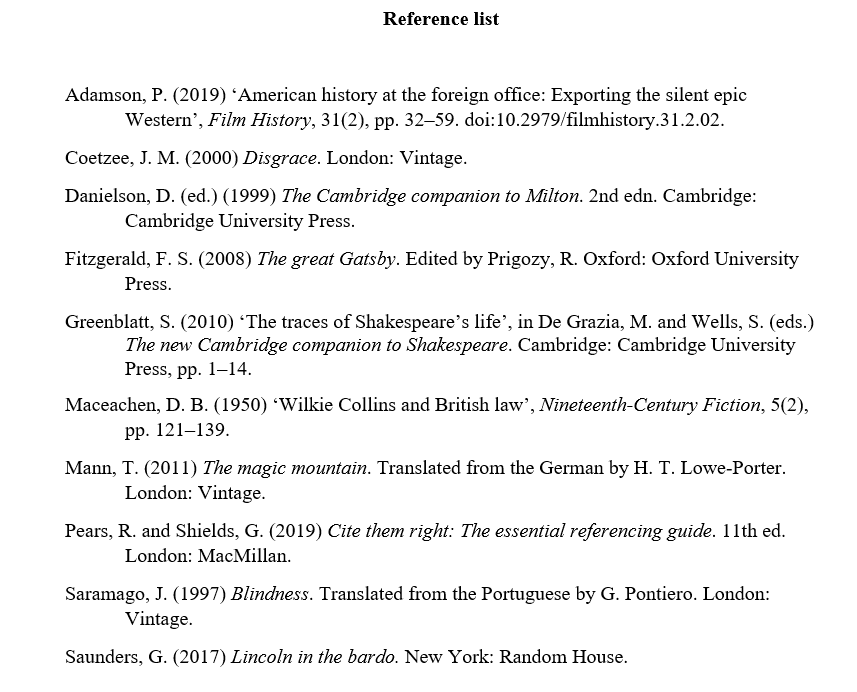 Reference list
Adamson, P. (2019) ‘American history at the foreign office: Exporting the silent epic
Western’, Film History, 31(2), pp. 32–59. doi:10.2979/filmhistory.31.2.02.
Coetzee, J. M. (2000) Disgrace. London: Vintage.
Danielson, D. (ed.) (1999) The Cambridge companion to Milton. 2nd edn. Cambridge:
Cambridge University Press.
Fitzgerald, F. S. (2008) The great Gatsby. Edited by Prigozy, R. Oxford: Oxford University
Press.
Greenblatt, S. (2010) ‘The traces of Shakespeare’s life’, in De Grazia, M. and Wells, S. (eds.)
The new Cambridge companion to Shakespeare. Cambridge: Cambridge University
Press, pp. 1–14.
Maceachen, D. B. (1950) ‘Wilkie Collins and British law’, Nineteenth-Century Fiction, 5(2),
pp. 121–139.
Mann, T. (2011) The magic mountain. Translated from the German by H. T. Lowe-Porter.
London: Vintage.
Pears, R. and Shields, G. (2019) Cite them right: The essential referencing guide. 11th ed.
London: MacMillan.
Saramago, J. (1997) Blindness. Translated from the Portuguese by G. Pontiero. London:
Vintage.
Saunders, G. (2017) Lincoln in the bardo. New York: Random House.